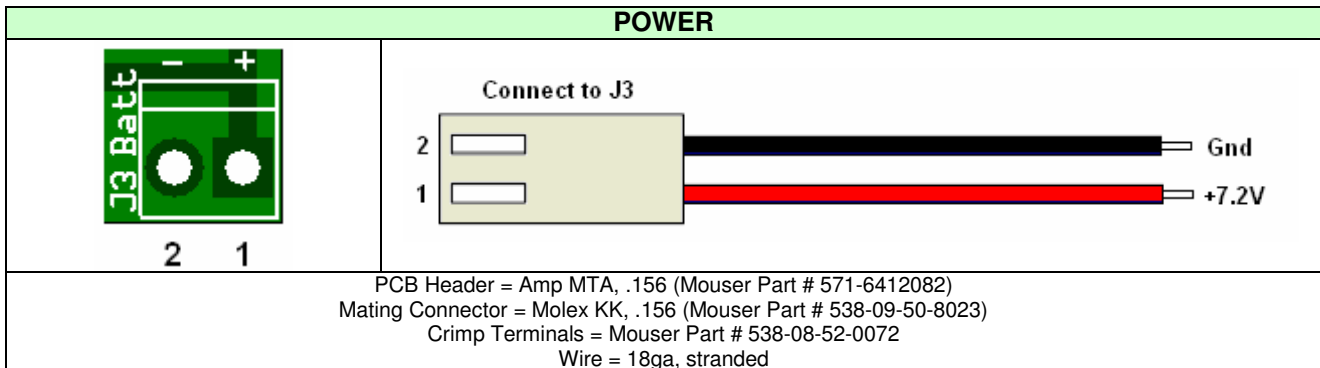 POWER
- +
J3 Batt
2 1
Connect to J3
2 Gnd
1 +7.2V
PCB Header = Amp MTA, .156 (Mouser Part # 571-6412082)
Mating Connector = Molex KK, .156 (Mouser Part # 538-09-50-8023)
Crimp Terminals = Mouser Part # 538-08-52-0072
Wire = 18ga, stranded